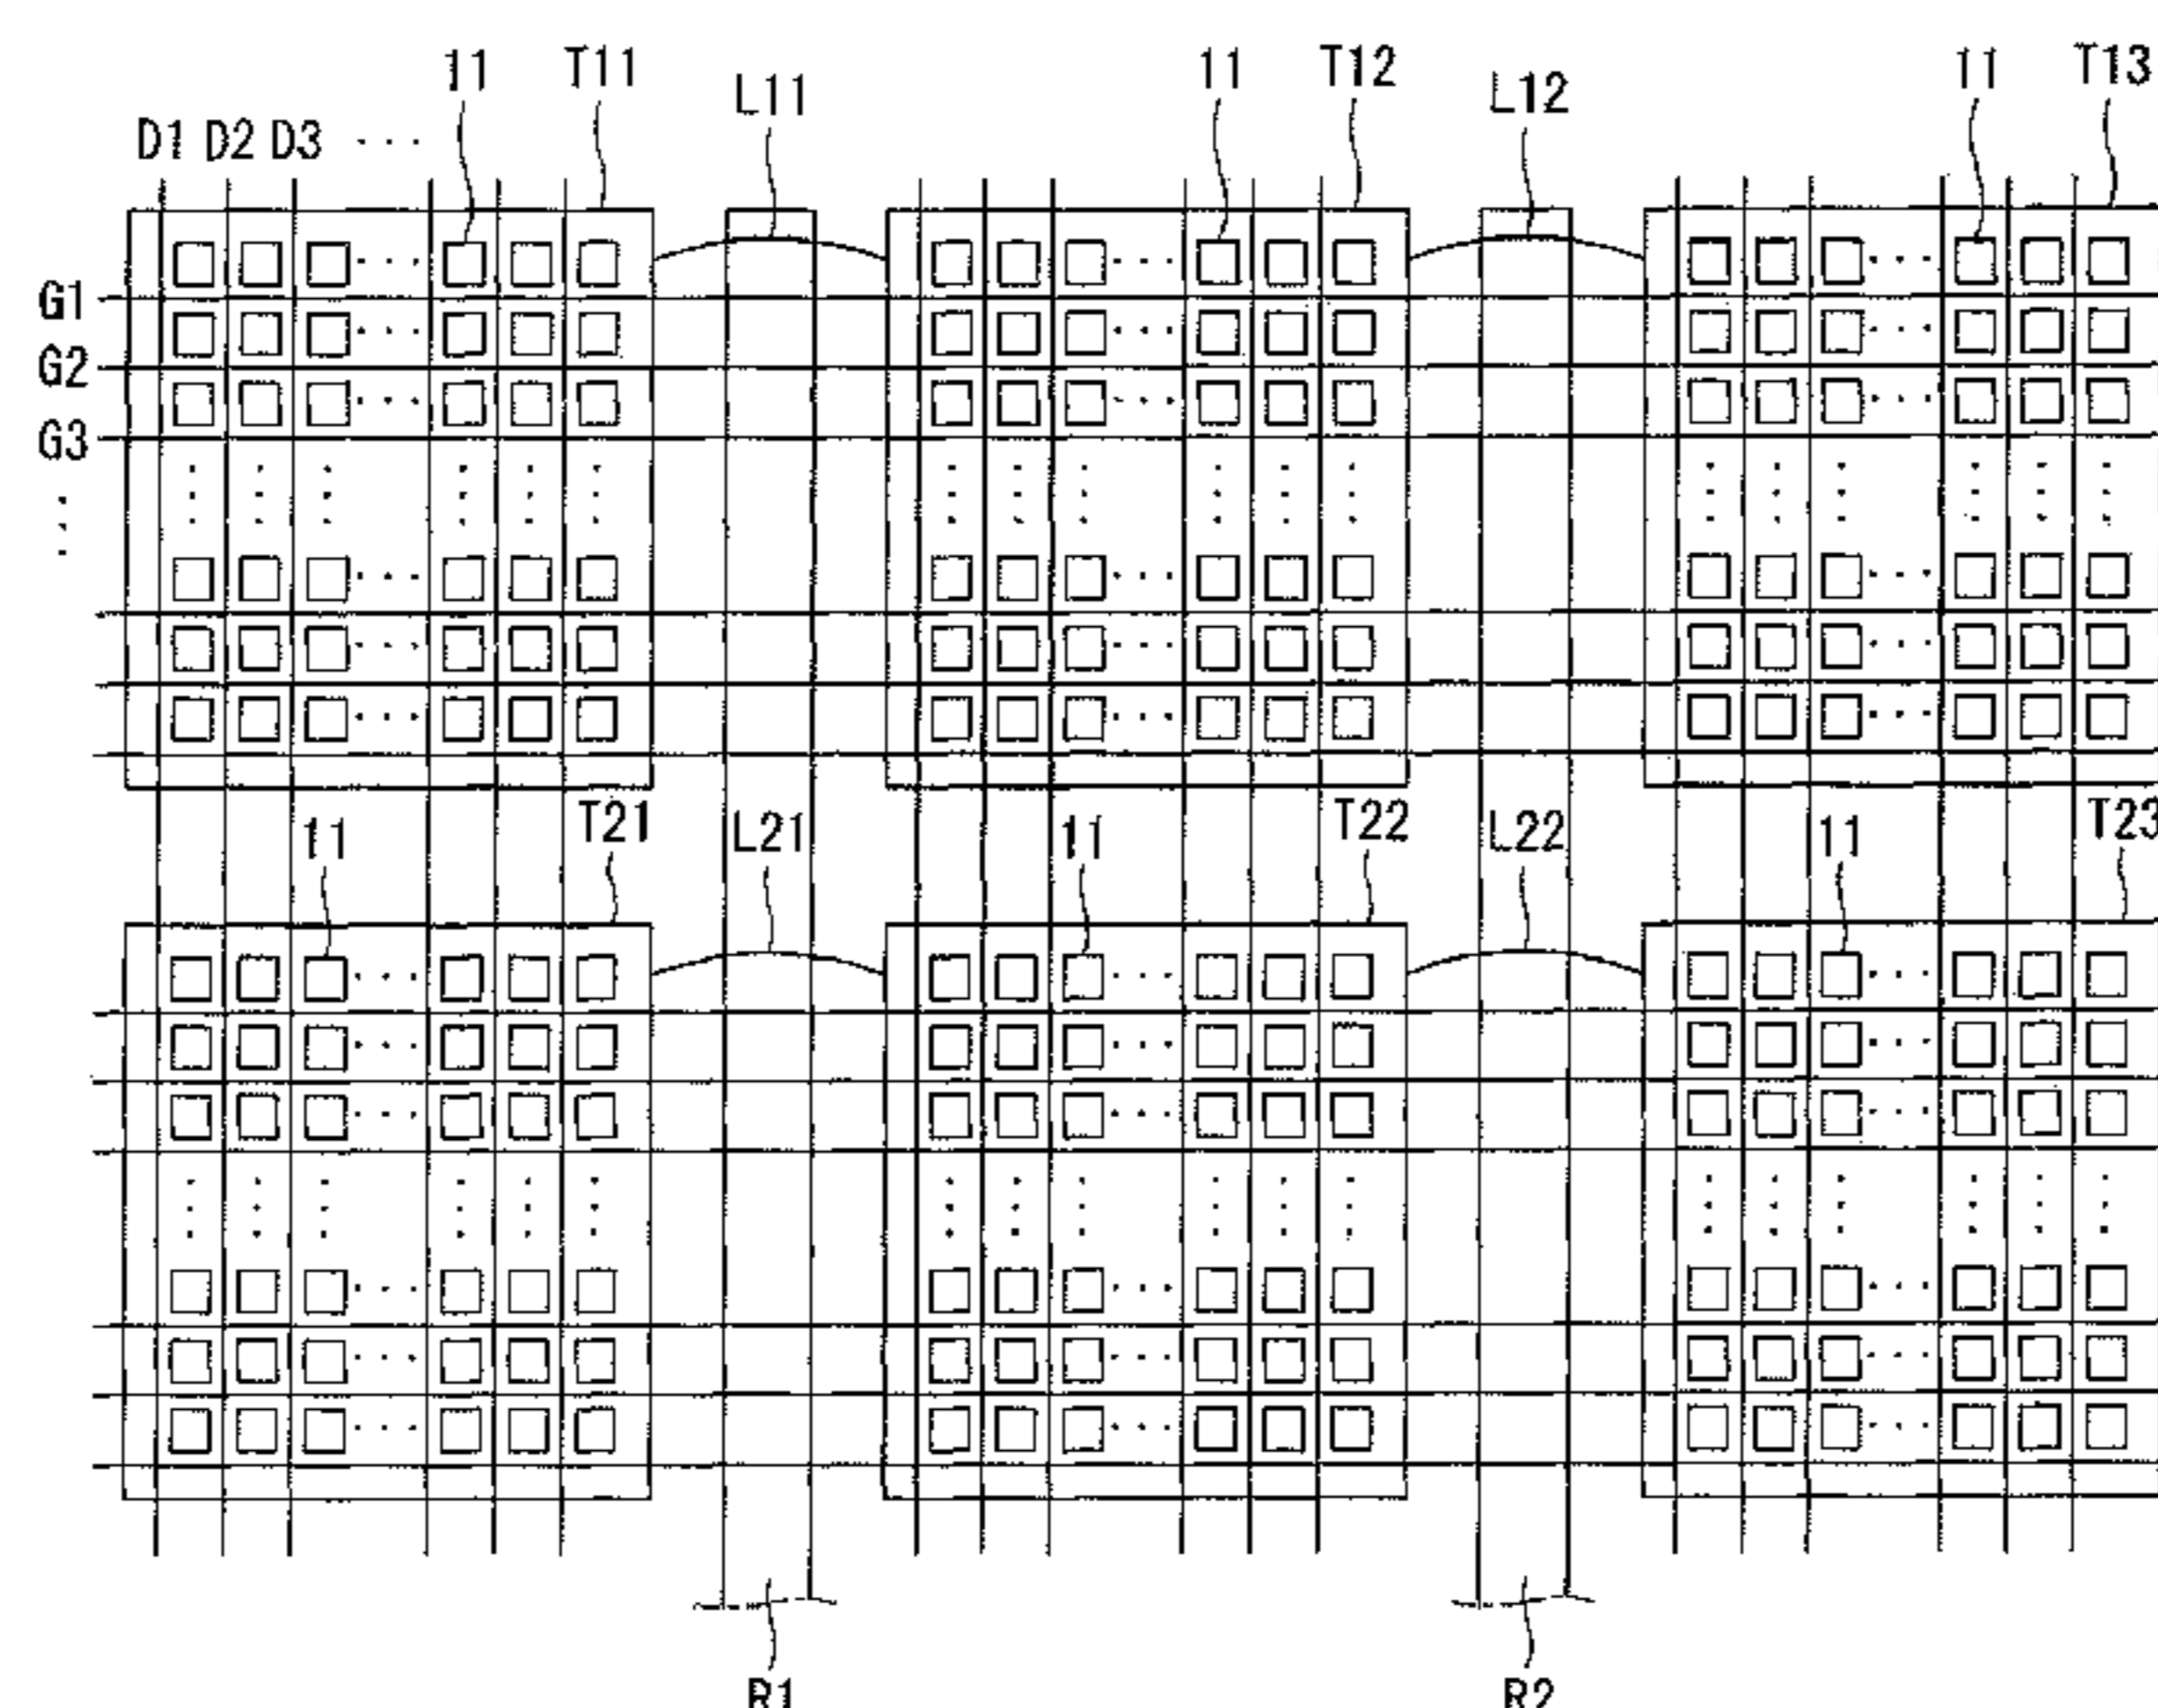 11 T11 L11 11 T12 L12 11 T13
D1 D2 D3 ...
G1
G2
G3
11 T21 L21 11 T22 L22 11 T23
R1 R2